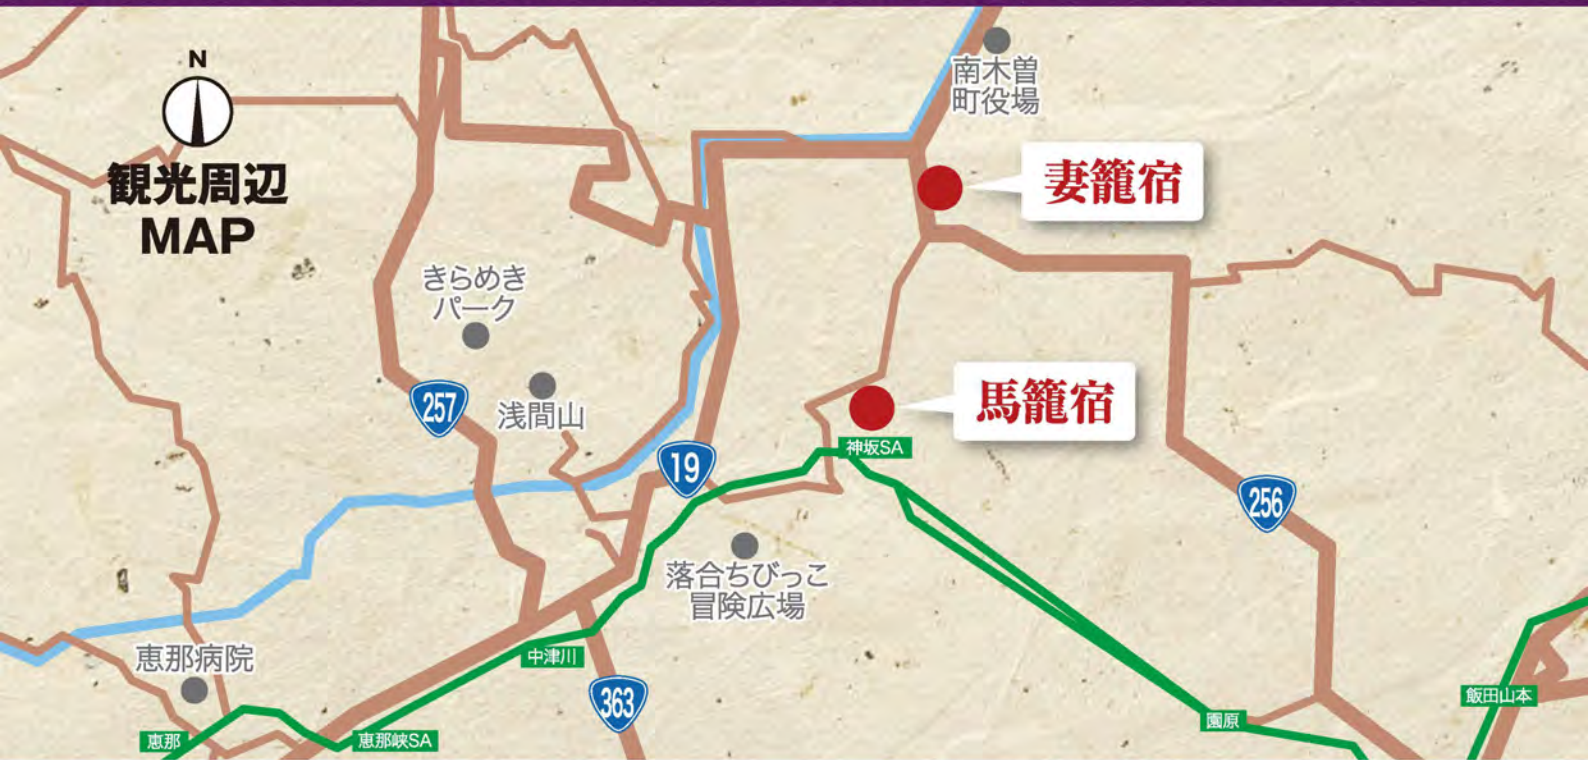 N
観光周辺
MAP
南木曽
町役場
妻籠宿
きらめき
パーク
浅間山
257
馬籠宿
19
神坂SA
256
落合ちびっこ
冒険広場
恵那病院
中津川
363
飯田山本
園原
恵那
恵那峡SA